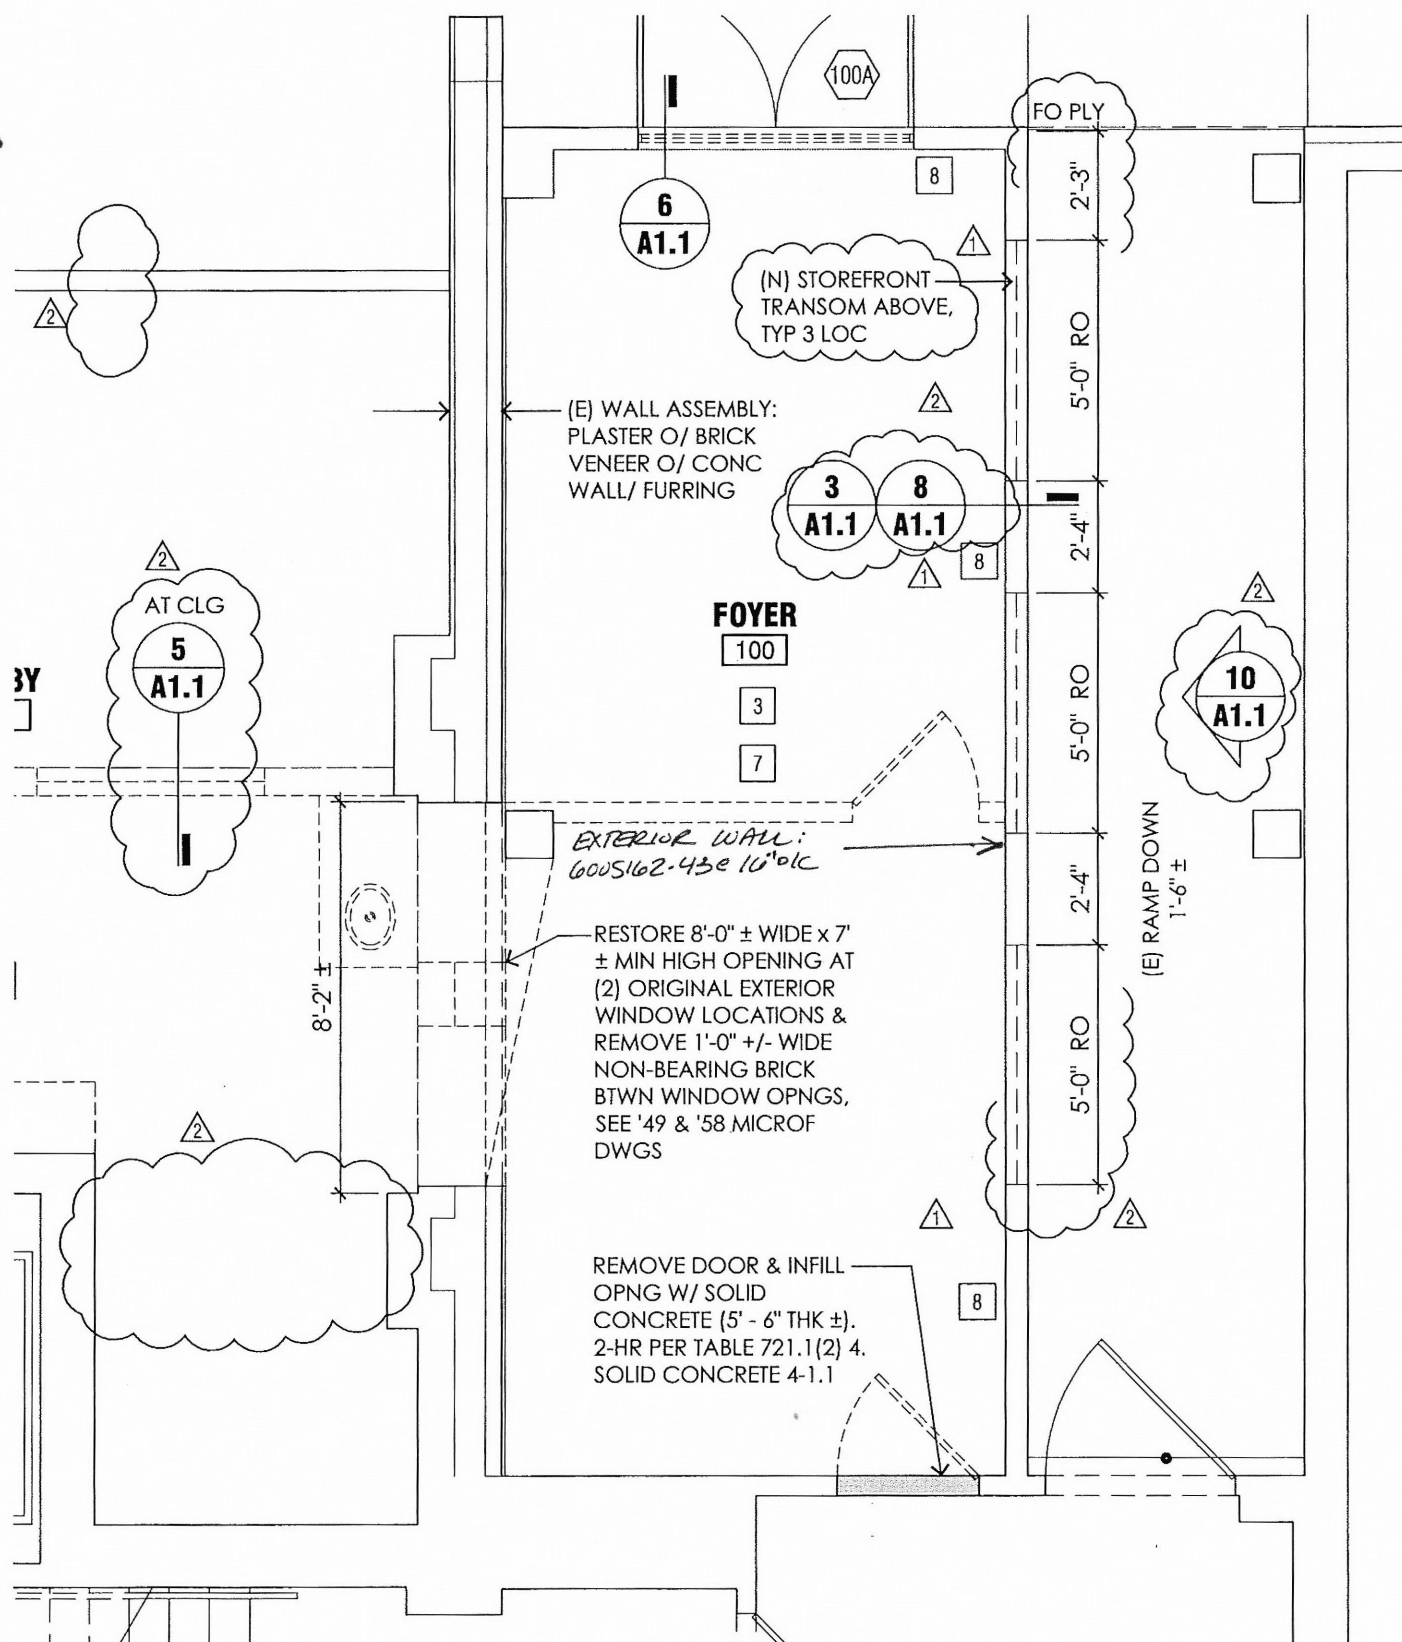 100A
FO PLY
8
2'-3"
6
A1.1
1
(N) STOREFRONT
TRANSOM ABOVE,
TYP 3 LOC
2
5'-0" RO
(E) WALL ASSEMBLY:
PLASTER O/ BRICK
VENEER O/ CONC
WALL/ FURRING
2
3
A1.1
8
A1.1
2'-4"
8
1
2
AT CLG
5
A1.1
BY
FOYER
100
3
7
5'-0" RO
2
10
A1.1
EXTERIOR WALL:
600S162-43@ 16"O/C
2'-4"
(E) RAMP DOWN
1'-6" ±
8'-2" ±
RESTORE 8'-0" ± WIDE x 7'
± MIN HIGH OPENING AT
(2) ORIGINAL EXTERIOR
WINDOW LOCATIONS &
REMOVE 1'-0" +/- WIDE
NON-BEARING BRICK
BTWN WINDOW OPNGS,
SEE '49 & '58 MICROF
DWGS
5'-0" RO
2
1
2
REMOVE DOOR & INFILL
OPNG W/ SOLID
CONCRETE (5' - 6" THK ±).
2-HR PER TABLE 721.1(2) 4.
SOLID CONCRETE 4-1.1
8